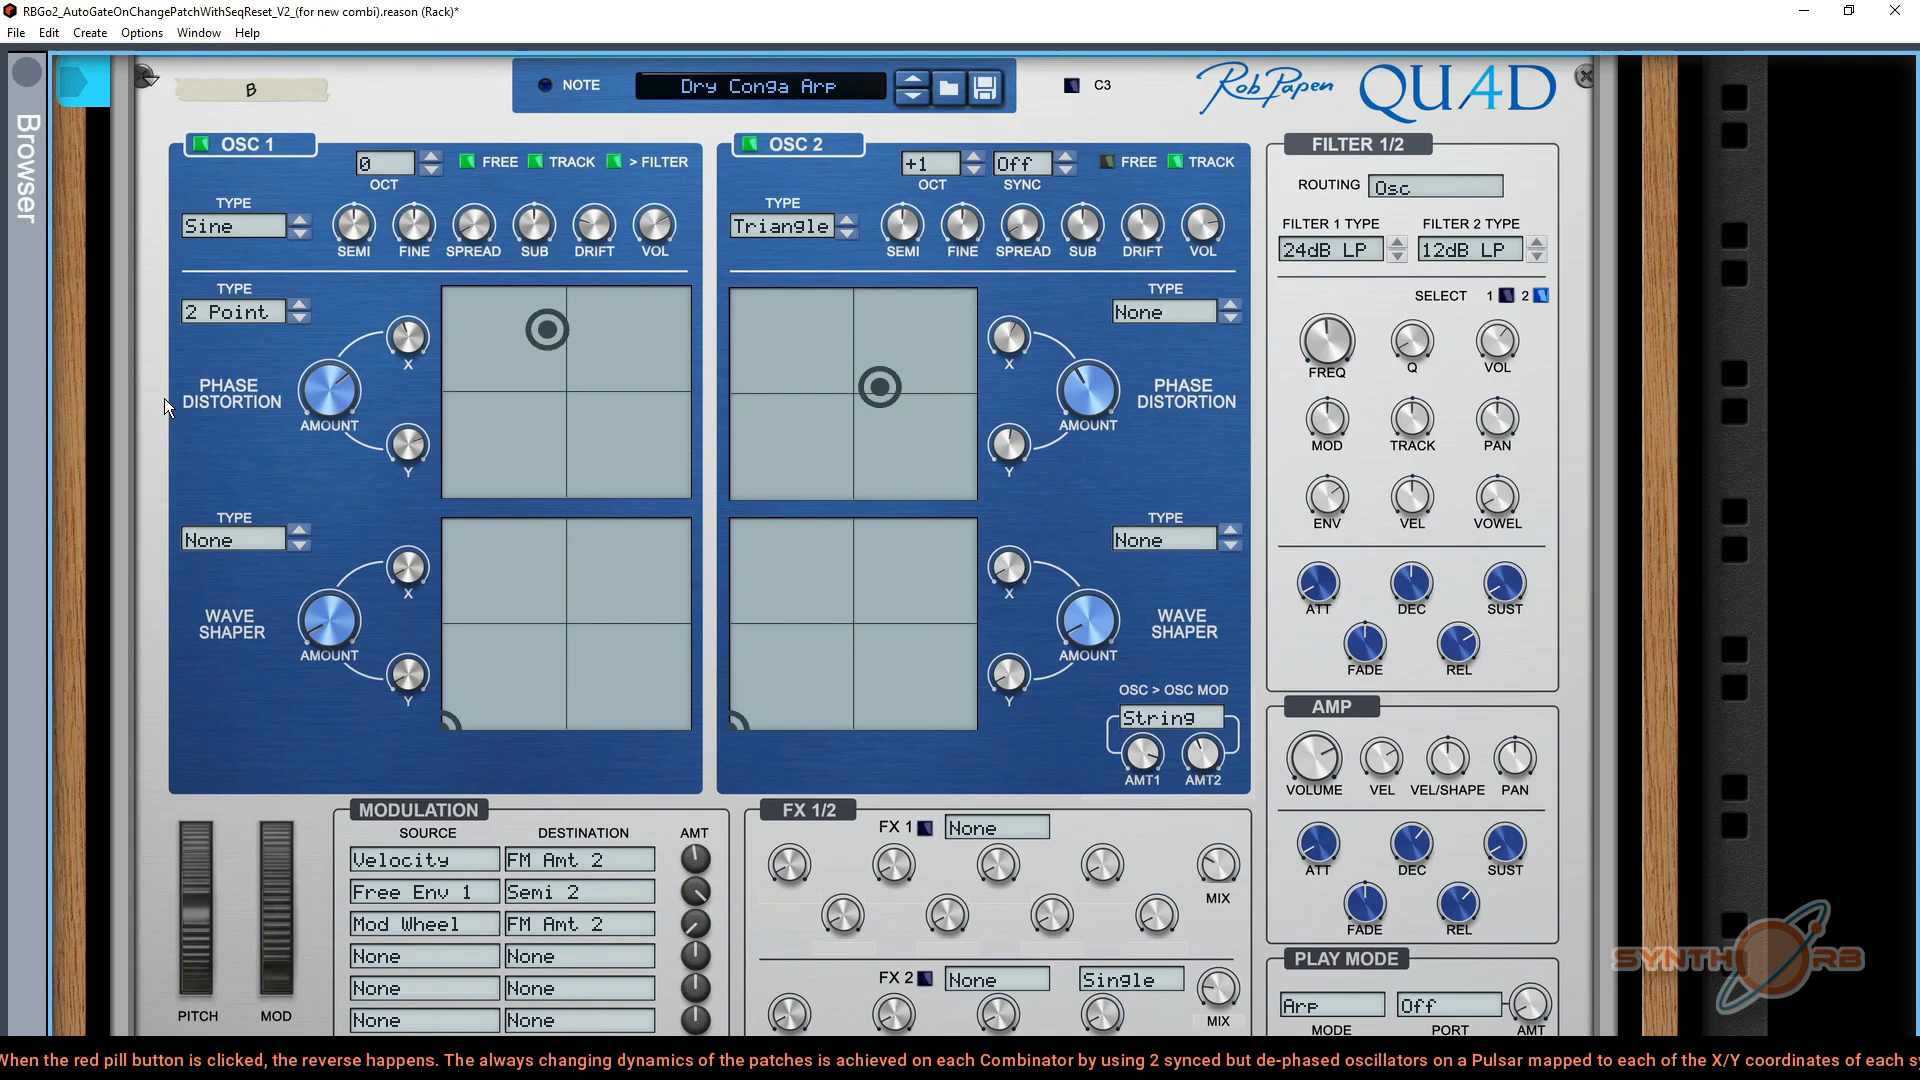 RBGo2_AutoGateOnChangePatchWithSeqReset_V2_(for new combi).reason (Rack)*
File Edit Create Options Window Help
Browser
B
NOTE
Dry Conga Arp
C3
Rob Papen QUAD
OSC 1
0
OCT
FREE TRACK > FILTER
TYPE
Sine
SEMI FINE SPREAD SUB DRIFT VOL
TYPE
2 Point
PHASE
DISTORTION
AMOUNT
X
Y
TYPE
None
WAVE
SHAPER
AMOUNT
X
Y
OSC 2
+1 Off
OCT SYNC
FREE TRACK
TYPE
Triangle
SEMI FINE SPREAD SUB DRIFT VOL
TYPE
None
X
Y
AMOUNT
PHASE
DISTORTION
TYPE
None
X
Y
AMOUNT
WAVE
SHAPER
OSC > OSC MOD
String
AMT1 AMT2
FILTER 1/2
ROUTING Osc
FILTER 1 TYPE FILTER 2 TYPE
24dB LP 12dB LP
SELECT 1 2
FREQ Q VOL
MOD TRACK PAN
ENV VEL VOWEL
ATT DEC SUST
FADE REL
AMP
VOLUME VEL VEL/SHAPE PAN
ATT DEC SUST
FADE REL
PLAY MODE
Arp Off
MODE PORT AMT
PITCH MOD
MODULATION
SOURCE DESTINATION AMT
Velocity FM Amt 2
Free Env 1 Semi 2
Mod Wheel FM Amt 2
None None
None None
None None
FX 1/2
FX 1 None
MIX
FX 2 None Single
MIX
SYNTHORB
When the red pill button is clicked, the reverse happens. The always changing dynamics of the patches is achieved on each Combinator by using 2 synced but de-phased oscillators on a Pulsar mapped to each of the X/Y coordinates of each s